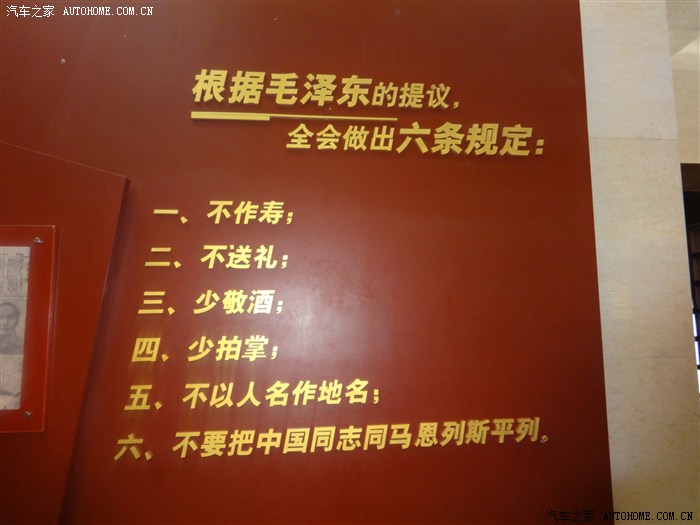 汽车之家 AUTOHOME.COM.CN
根据毛泽东的提议，
全会做出六条规定：
一、不作寿；
二、不送礼；
三、少敬酒；
四、少拍掌；
五、不以人名作地名；
六、不要把中国同志同马恩列斯平列。
汽车之家 AUTOHOME.COM.CN